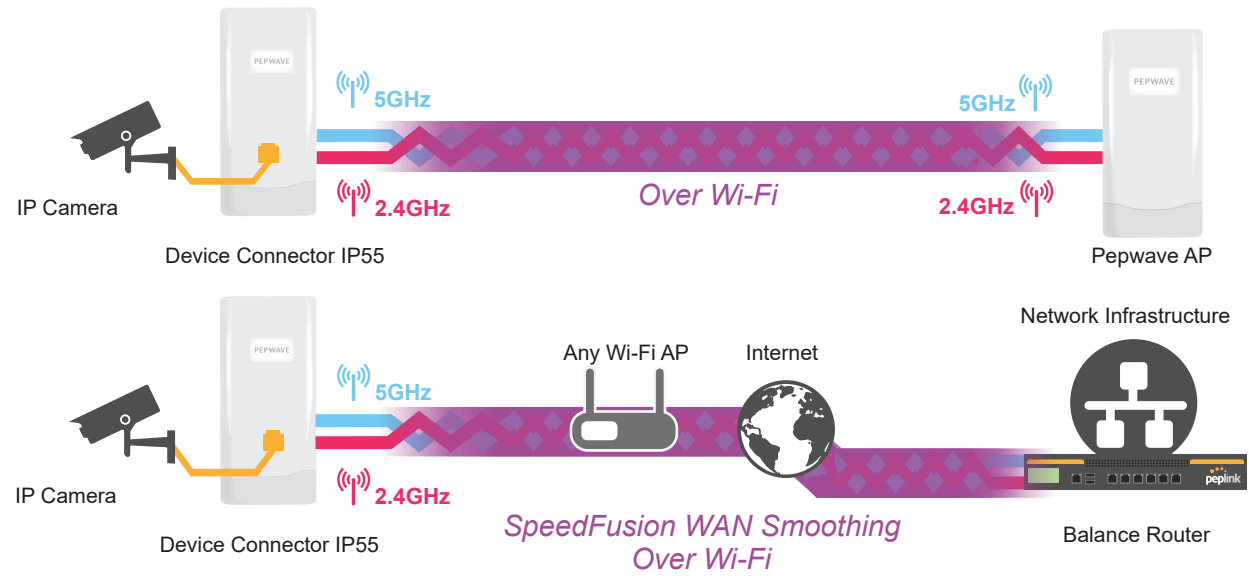 PEPWAVE
5GHz
5GHz
PEPWAVE
Over Wi-Fi
2.4GHz
2.4GHz
IP Camera
Device Connector IP55
Pepwave AP
Network Infrastructure
PEPWAVE
Any Wi-Fi AP
Internet
5GHz
peplink
2.4GHz
IP Camera
SpeedFusion WAN Smoothing
Over Wi-Fi
Device Connector IP55
Balance Router